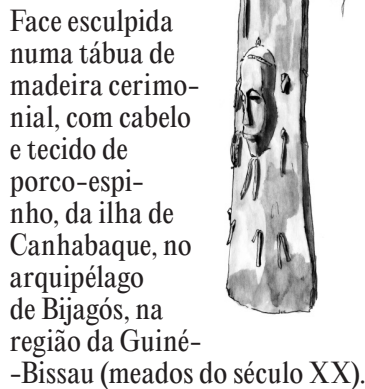 Face esculpida
numa tábua de
madeira cerimo-
nial, com cabelo
e tecido de
porco-espi-
nho, da ilha de
Canhabaque, no
arquipélago
de Bijagós, na
região da Guiné-
-Bissau (meados do século XX).